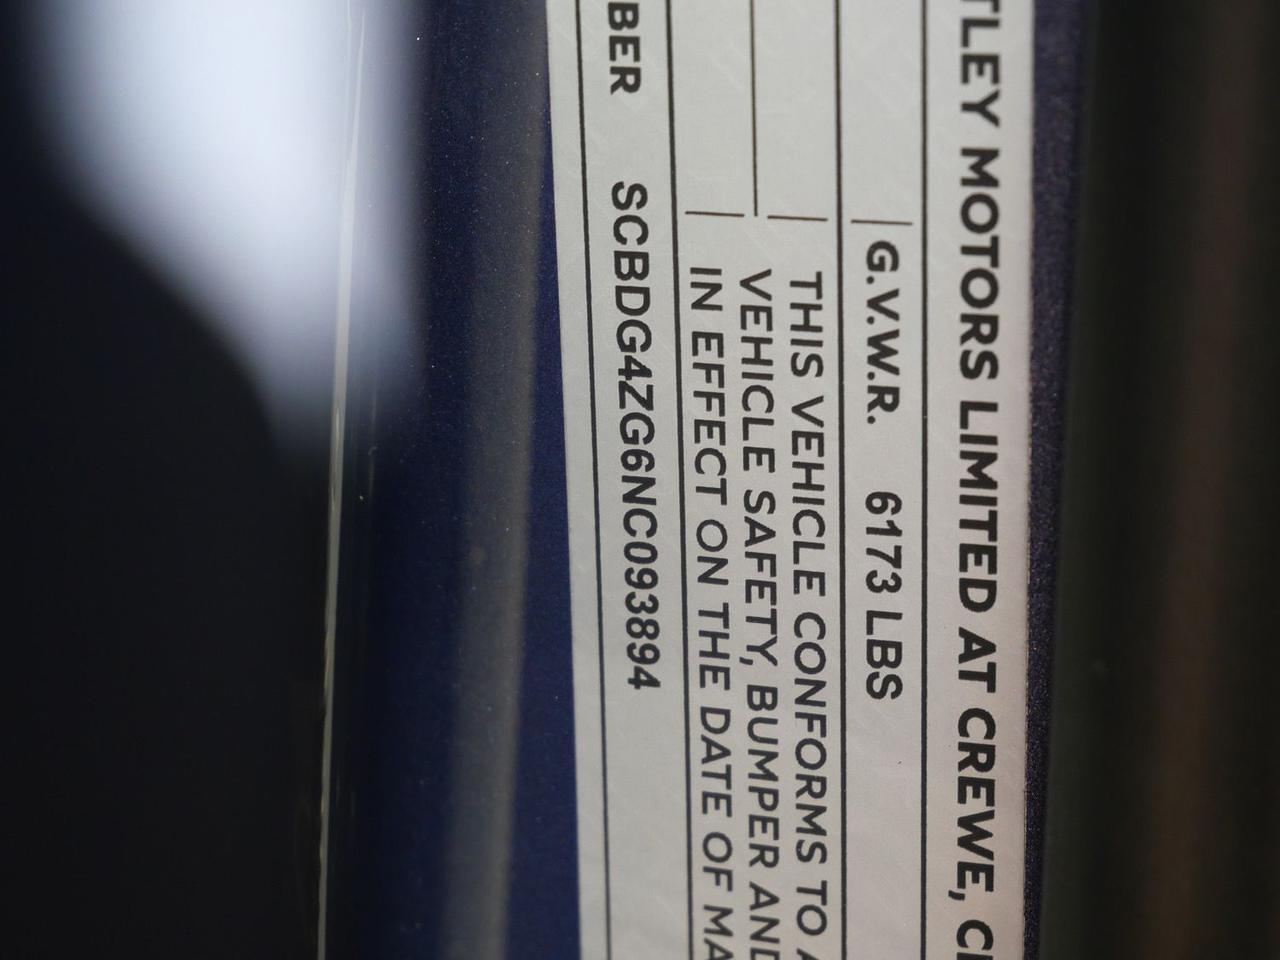 TLEY MOTORS LIMITED AT CREWE, C
G.V.W.R. 6173 LBS
THIS VEHICLE CONFORMS TO A
VEHICLE SAFETY, BUMPER AND
IN EFFECT ON THE DATE OF MA
BER SCBDG4ZG6NC093894